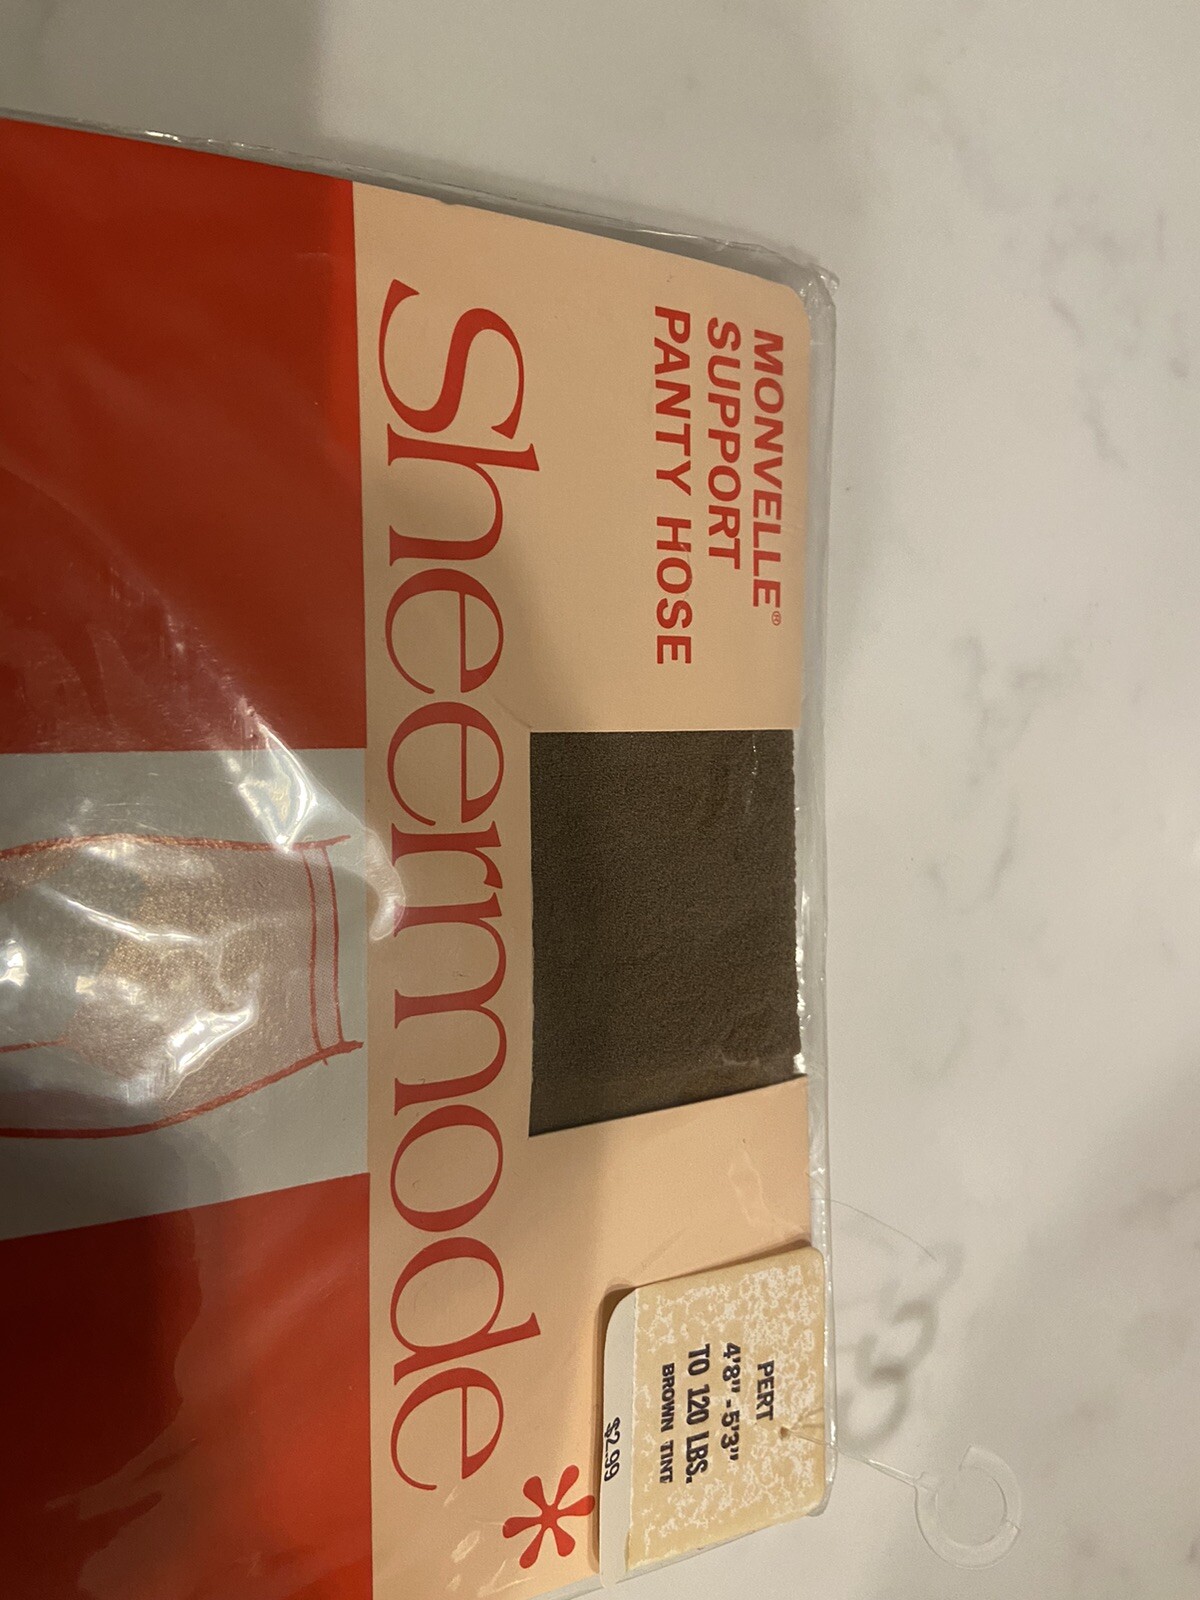 MONVELLE®
SUPPORT
PANTY HOSE
Sheermode*
PERT
4'8" - 5'3"
TO 120 LBS.
BROWN TINT
$2.99